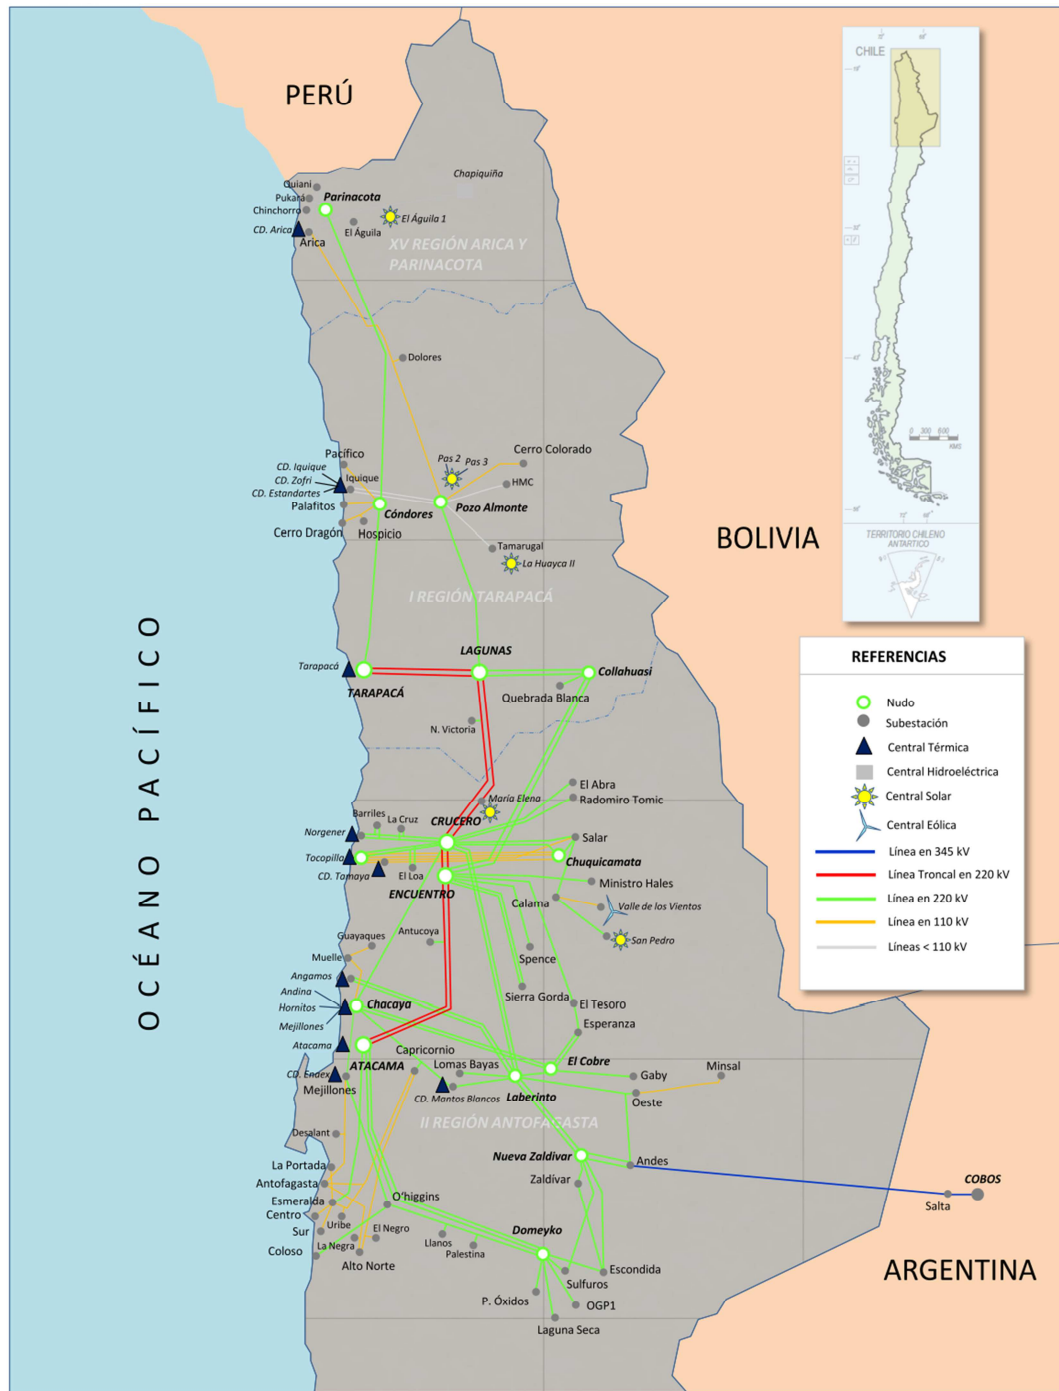 PERÚ
Chapiquiña
Quiani
Pukará
Parinacota
Chinchorro
El Águila 1
CD. Arica
El Águila
Arica
XV REGIÓN ARICA Y
PARINACOTA
Dolores
Cerro Colorado
Pacífico
Pas 2
Pas 3
CD. Iquique
CD. Zofri
Iquique
HMC
CD. Estandartes
Palafitos
Cóndores
Pozo Almonte
Cerro Dragón
Hospicio
Tamarugal
La Huayca II
I REGIÓN TARAPACÁ
BOLIVIA
OCÉANO PACÍFICO
LAGUNAS
Tarapacá
TARAPACÁ
Collahuasi
Quebrada Blanca
N. Victoria
El Abra
María Elena
Radomiro Tomic
Barriles
La Cruz
CRUCERO
Norgener
Salar
Tocopilla
Chuquicamata
CD. Tamaya
El Loa
Ministro Hales
ENCUENTRO
Calama
Valle de los Vientos
Antucoya
Guayaques
San Pedro
Muelle
Spence
Angamos
Andina
Sierra Gorda
Hornitos
Chacaya
El Tesoro
Mejillones
Esperanza
Atacama
Capricornio
ATACAMA
Lomas Bayas
El Cobre
CD. Endex
Mejillones
Gaby
Minsal
CD. Mantos Blancos
Laberinto
Oeste
II REGIÓN ANTOFAGASTA
Desalant
La Portada
Nueva Zaldivar
Andes
Antofagasta
Zaldívar
COBOS
Esmeralda
O'higgins
Salta
Centro
Uribe
Sur
El Negro
Domeyko
La Negra
Llanos
Palestina
Coloso
Alto Norte
Escondida
Sulfuros
ARGENTINA
P. Óxidos
OGP1
Laguna Seca
CHILE
0 300 600
KMS
TERRITORIO CHILENO
ANTARTICO
REFERENCIAS
Nudo
Subestación
Central Térmica
Central Hidroeléctrica
Central Solar
Central Eólica
Línea en 345 kV
Línea Troncal en 220 kV
Línea en 220 kV
Línea en 110 kV
Líneas < 110 kV